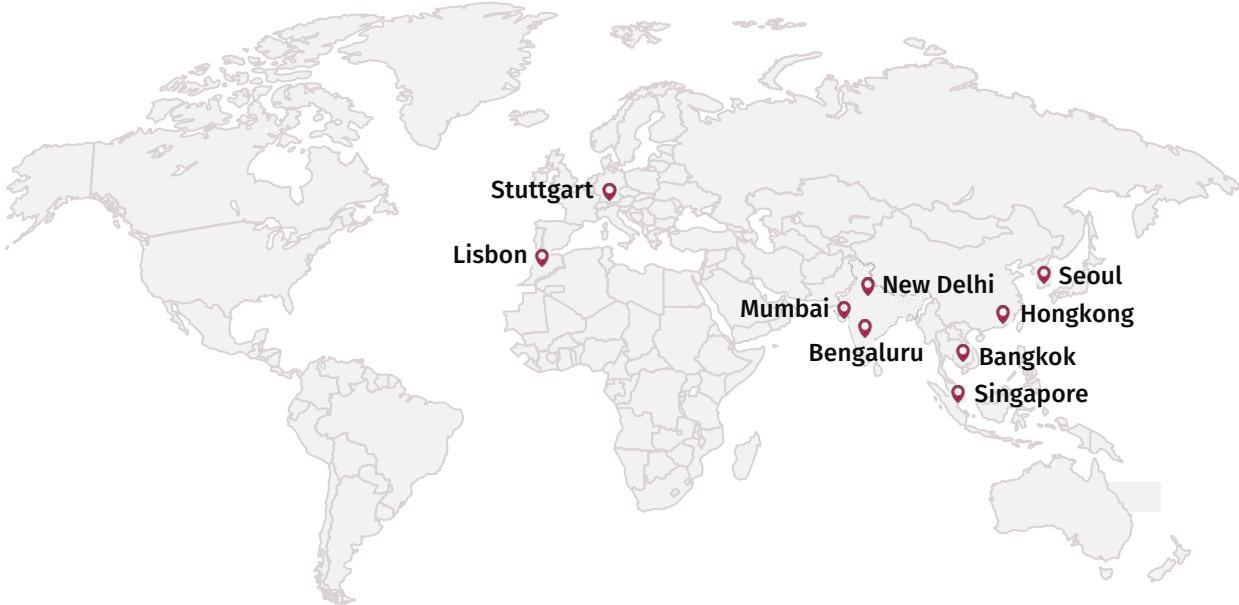 Stuttgart
Lisbon
New Delhi
Seoul
Mumbai
Hongkong
Bengaluru
Bangkok
Singapore